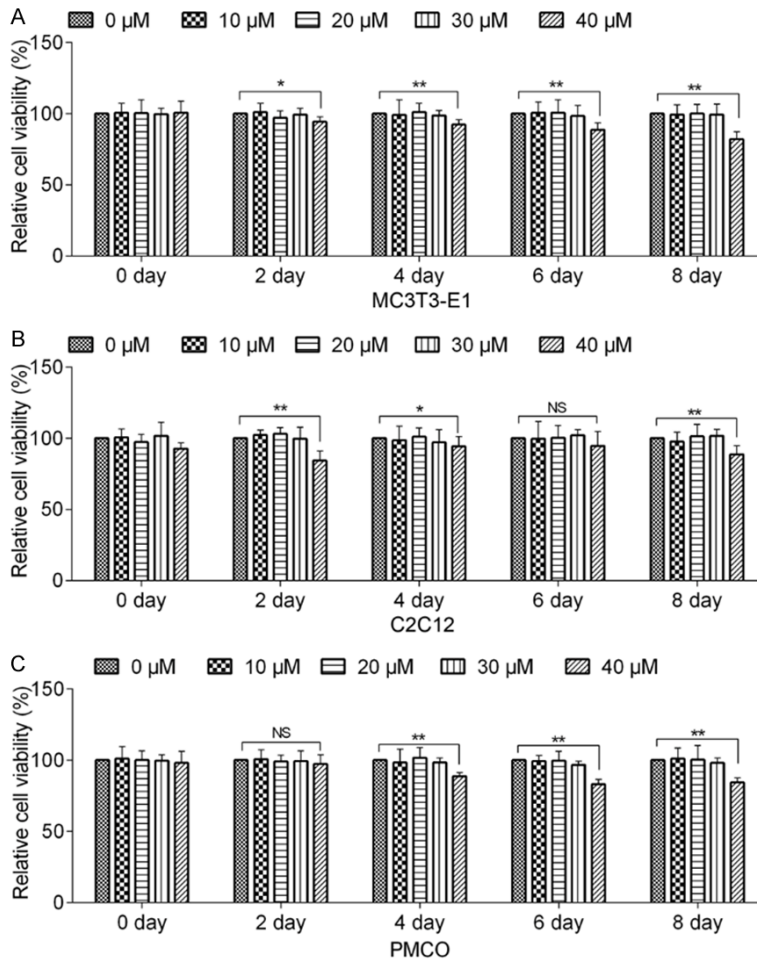 A
0 μM 10 μM 20 μM 30 μM 40 μM
Relative cell viability (%)
150
100
50
0
* ** ** **
0 day 2 day 4 day 6 day 8 day
MC3T3-E1
B
0 μM 10 μM 20 μM 30 μM 40 μM
Relative cell viability (%)
150
100
50
0
** * NS **
0 day 2 day 4 day 6 day 8 day
C2C12
C
0 μM 10 μM 20 μM 30 μM 40 μM
Relative cell viability (%)
150
100
50
0
NS ** ** **
0 day 2 day 4 day 6 day 8 day
PMCO